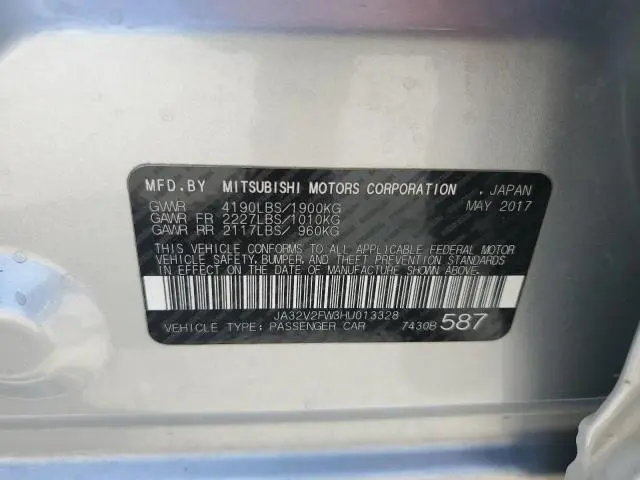 MFD.BY MITSUBISHI MOTORS CORPORATION . JAPAN
GVWR 4190LBS/1900KG MAY 2017
GAWR FR 2227LBS/1010KG
GAWR RR 2117LBS/ 960KG
THIS VEHICLE CONFORMS TO ALL APPLICABLE FEDERAL MOTOR
VEHICLE SAFETY, BUMPER, AND THEFT PREVENTION STANDARDS
IN EFFECT ON THE DATE OF MANUFACTURE SHOWN ABOVE.
JA32V2FW3HU013328
VEHICLE TYPE: PASSENGER CAR 7430B 587